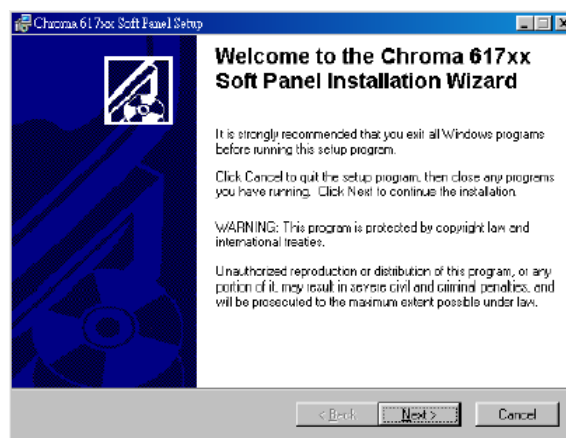 Chroma 617xx Soft Panel Setup
Welcome to the Chroma 617xx
Soft Panel Installation Wizard
It is strongly recommended that you exit all Windows programs
before running this setup program.
Click Cancel to quit the setup program, then close any programs
you have running. Click Next to continue the installation.
WARNING: This program is protected by copyright law and
international treaties.
Unauthorized reproduction or distribution of this program, or any
portion of it, may result in severe civil and criminal penalties, and
will be prosecuted to the maximum extent possible under law.
< Back
Next >
Cancel